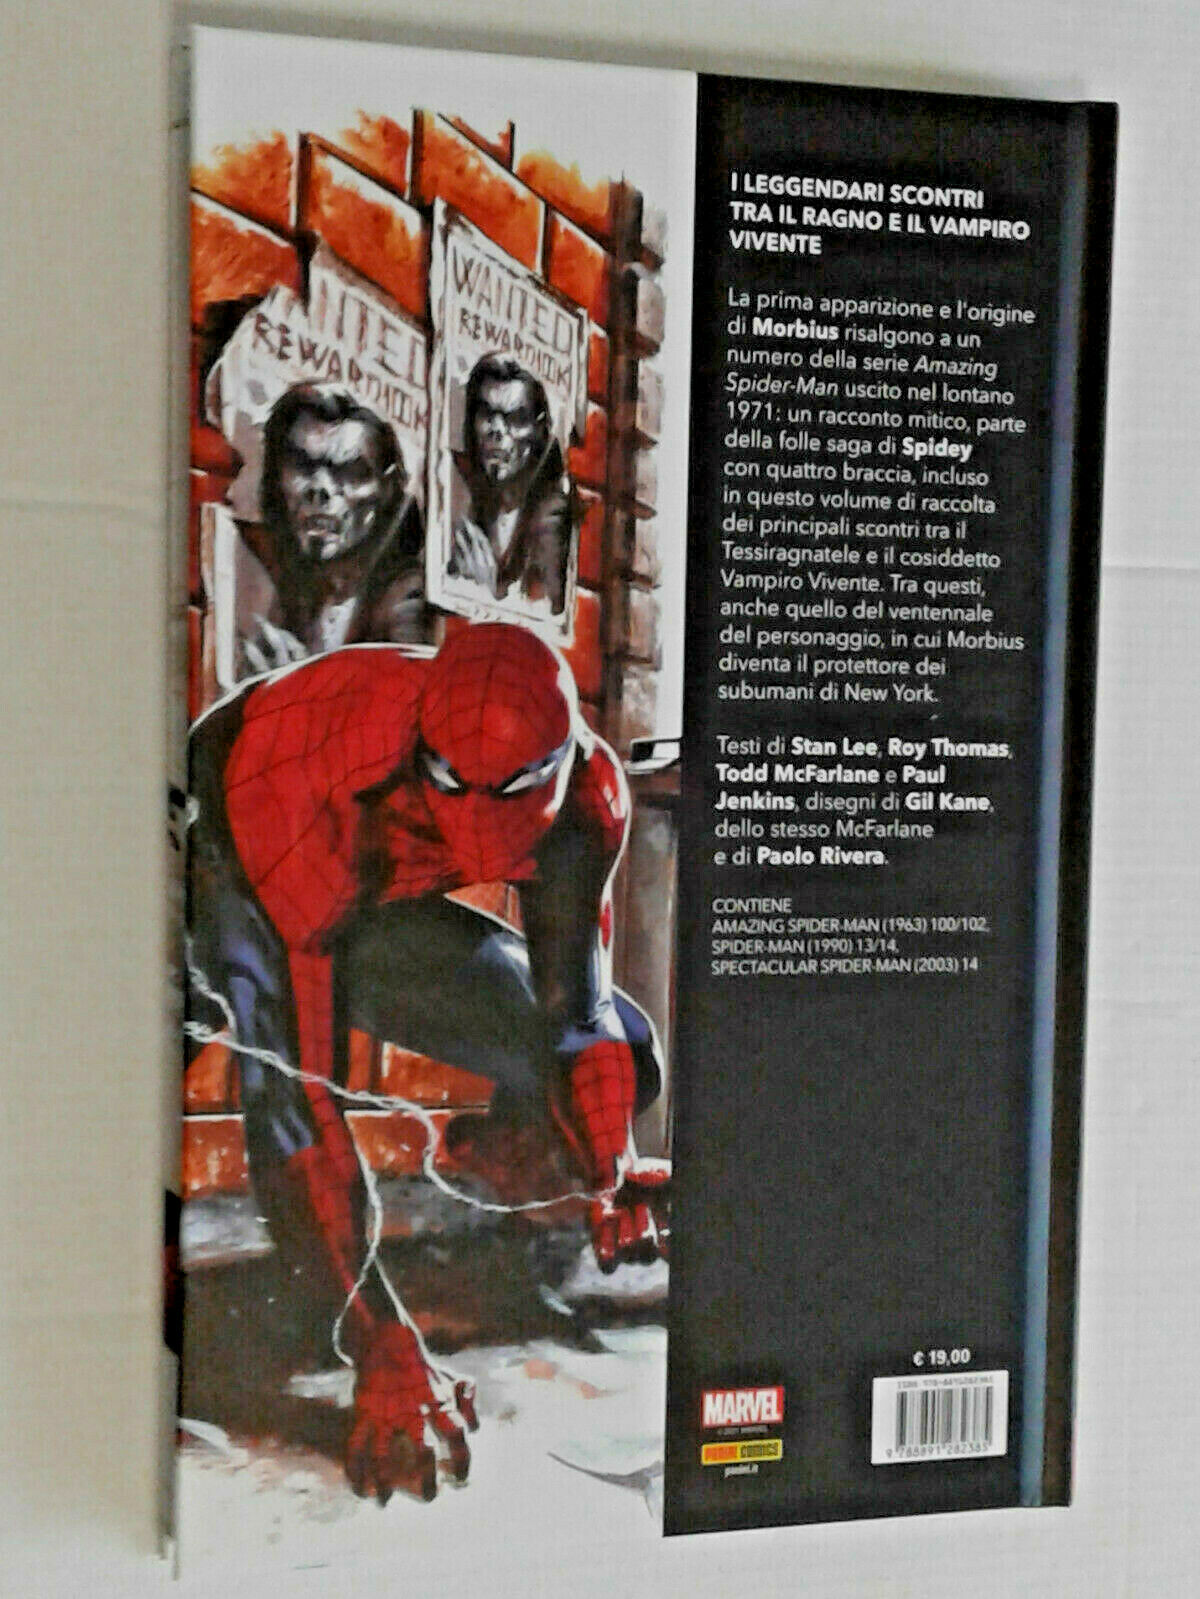 WANTED
REWARD 100K
WANTED
REWARD 100K
I LEGGENDARI SCONTRI
TRA IL RAGNO E IL VAMPIRO
VIVENTE
La prima apparizione e l'origine
di Morbius risalgono a un
numero della serie Amazing
Spider-Man uscito nel lontano
1971: un racconto mitico, parte
della folle saga di Spidey
con quattro braccia, incluso
in questo volume di raccolta
dei principali scontri tra il
Tessiragnatele e il cosiddetto
Vampiro Vivente. Tra questi,
anche quello del ventennale
del personaggio, in cui Morbius
diventa il protettore dei
subumani di New York.
Testi di Stan Lee, Roy Thomas,
Todd McFarlane e Paul
Jenkins, disegni di Gil Kane,
dello stesso McFarlane
e di Paolo Rivera.
CONTIENE
AMAZING SPIDER-MAN (1963) 100/102,
SPIDER-MAN (1990) 13/14,
SPECTACULAR SPIDER-MAN (2003) 14
€ 19,00
MARVEL
PANINI COMICS
panini.it
9 788891 282385